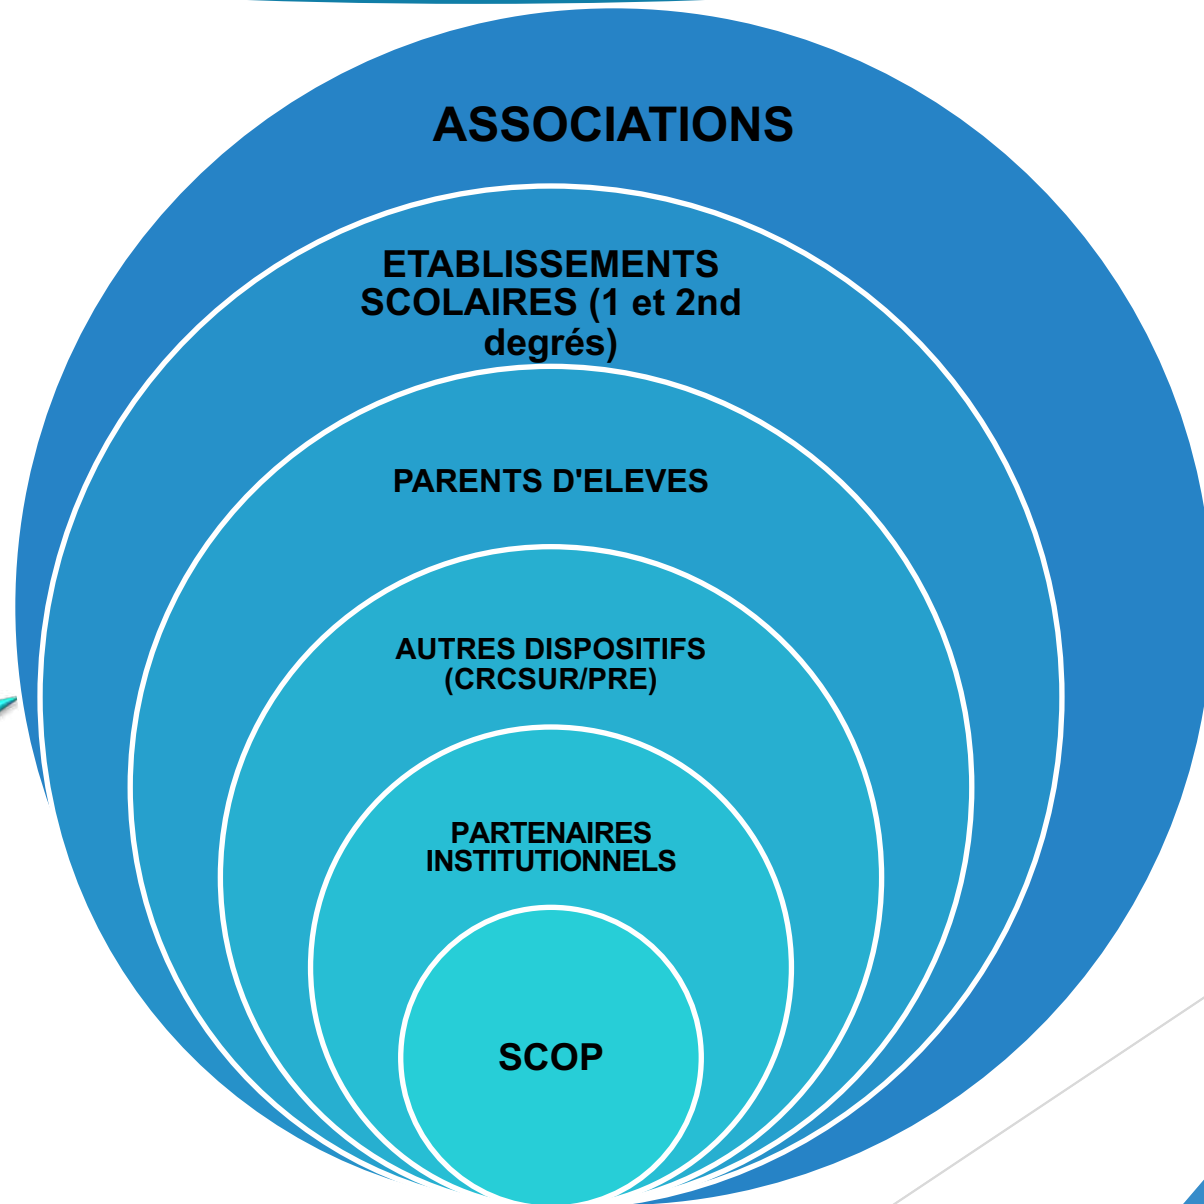 ASSOCIATIONS
ETABLISSEMENTS
SCOLAIRES (1 et 2nd
degrés)
PARENTS D'ELEVES
AUTRES DISPOSITIFS
(CRCSUR/PRE)
PARTENAIRES
INSTITUTIONNELS
SCOP